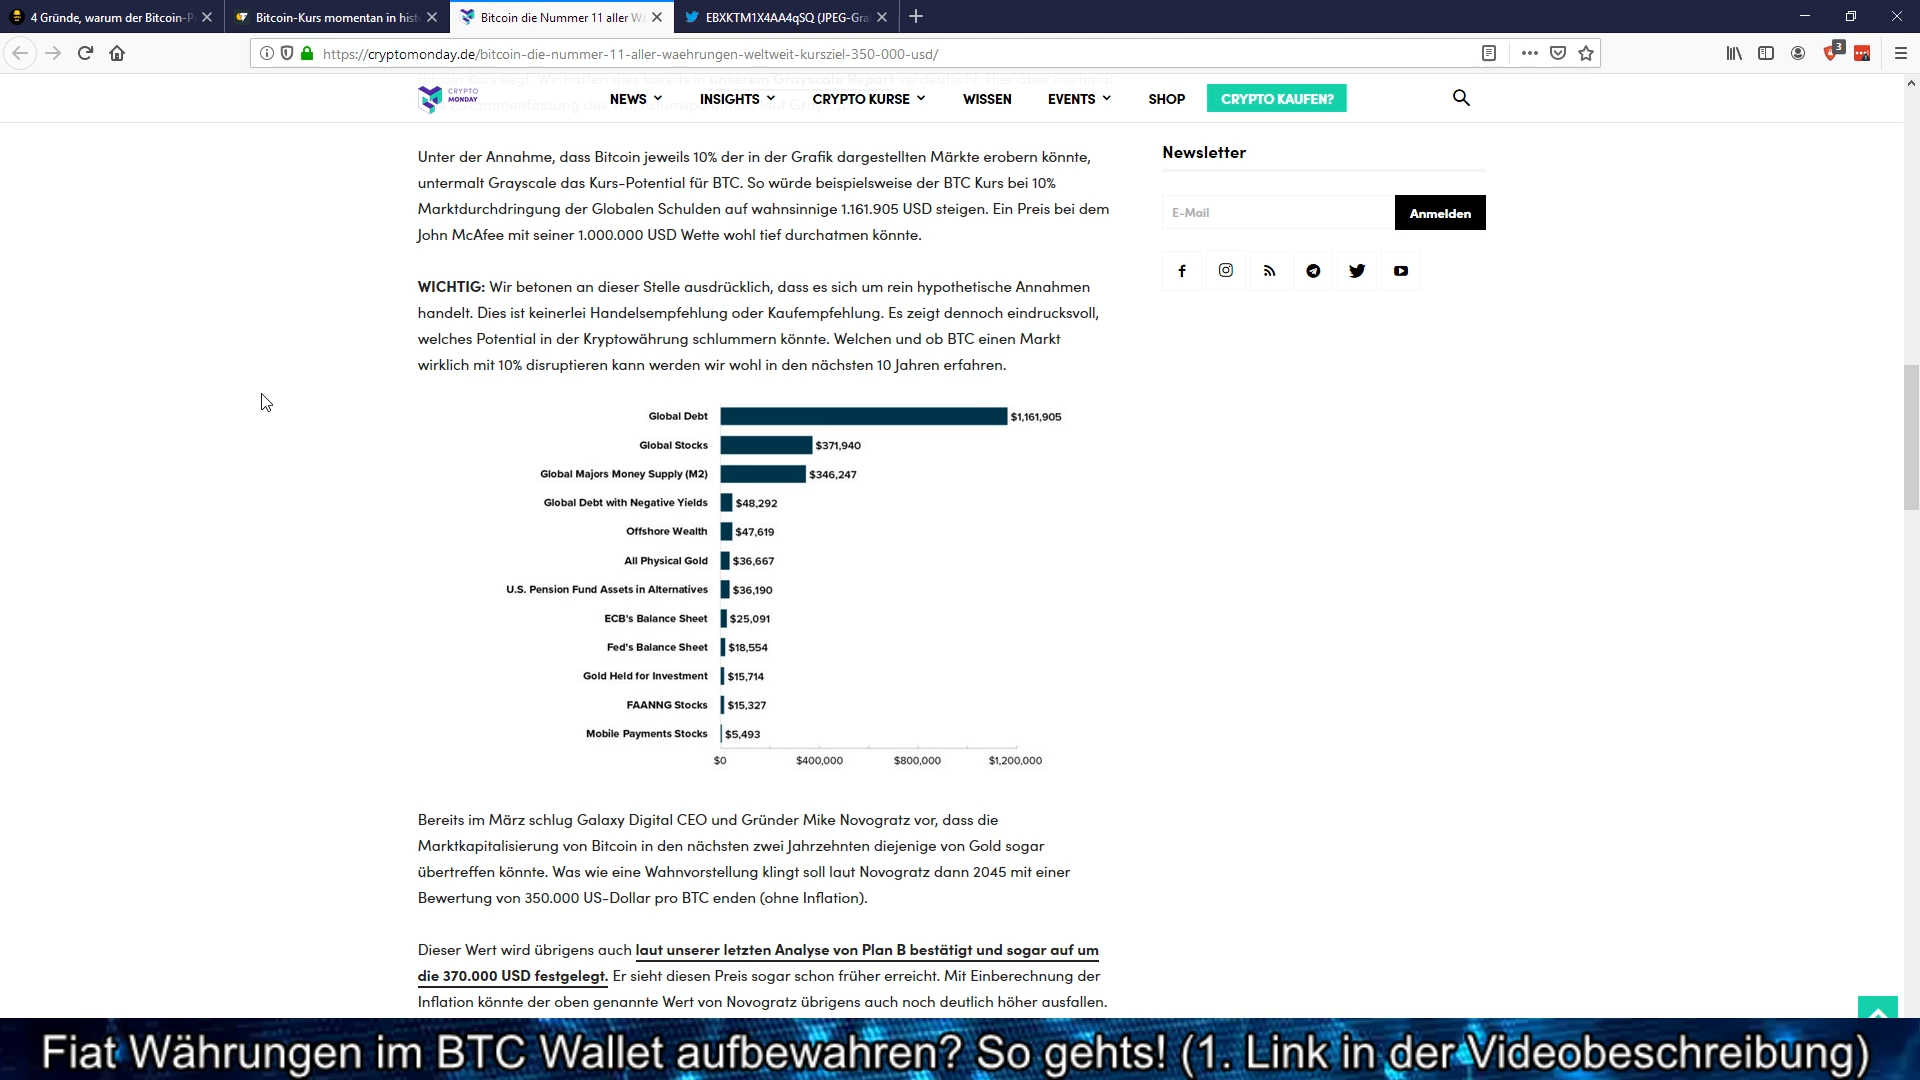 4 Gründe, warum der Bitcoin-P
Bitcoin-Kurs momentan in hist
Bitcoin die Nummer 11 aller Wä
EBXKTM1X4AA4qSQ (JPEG-Gra
https://cryptomonday.de/bitcoin-die-nummer-11-aller-waehrungen-weltweit-kursziel-350-000-usd/
3
CRYPTO
MONDAY
NEWS
INSIGHTS
CRYPTO KURSE
WISSEN
EVENTS
SHOP
CRYPTO KAUFEN?
Unter der Annahme, dass Bitcoin jeweils 10% der in der Grafik dargestellten Märkte erobern könnte,
untermalt Grayscale das Kurs-Potential für BTC. So würde beispielsweise der BTC Kurs bei 10%
Marktdurchdringung der Globalen Schulden auf wahnsinnige 1.161.905 USD steigen. Ein Preis bei dem
John McAfee mit seiner 1.000.000 USD Wette wohl tief durchatmen könnte.
WICHTIG: Wir betonen an dieser Stelle ausdrücklich, dass es sich um rein hypothetische Annahmen
handelt. Dies ist keinerlei Handelsempfehlung oder Kaufempfehlung. Es zeigt dennoch eindrucksvoll,
welches Potential in der Kryptowährung schlummern könnte. Welchen und ob BTC einen Markt
wirklich mit 10% disruptieren kann werden wir wohl in den nächsten 10 Jahren erfahren.
Global Debt $1,161,905
Global Stocks $371,940
Global Majors Money Supply (M2) $346,247
Global Debt with Negative Yields $48,292
Offshore Wealth $47,619
All Physical Gold $36,667
U.S. Pension Fund Assets in Alternatives $36,190
ECB's Balance Sheet $25,091
Fed's Balance Sheet $18,554
Gold Held for Investment $15,714
FAANNG Stocks $15,327
Mobile Payments Stocks $5,493
$0 $400,000 $800,000 $1,200,000
Bereits im März schlug Galaxy Digital CEO und Gründer Mike Novogratz vor, dass die
Marktkapitalisierung von Bitcoin in den nächsten zwei Jahrzehnten diejenige von Gold sogar
übertreffen könnte. Was wie eine Wahnvorstellung klingt soll laut Novogratz dann 2045 mit einer
Bewertung von 350.000 US-Dollar pro BTC enden (ohne Inflation).
Dieser Wert wird übrigens auch laut unserer letzten Analyse von Plan B bestätigt und sogar auf um
die 370.000 USD festgelegt. Er sieht diesen Preis sogar schon früher erreicht. Mit Einberechnung der
Inflation könnte der oben genannte Wert von Novogratz übrigens auch noch deutlich höher ausfallen.
Newsletter
E-Mail
Anmelden
Fiat Währungen im BTC Wallet aufbewahren? So gehts! (1. Link in der Videobeschreibung)